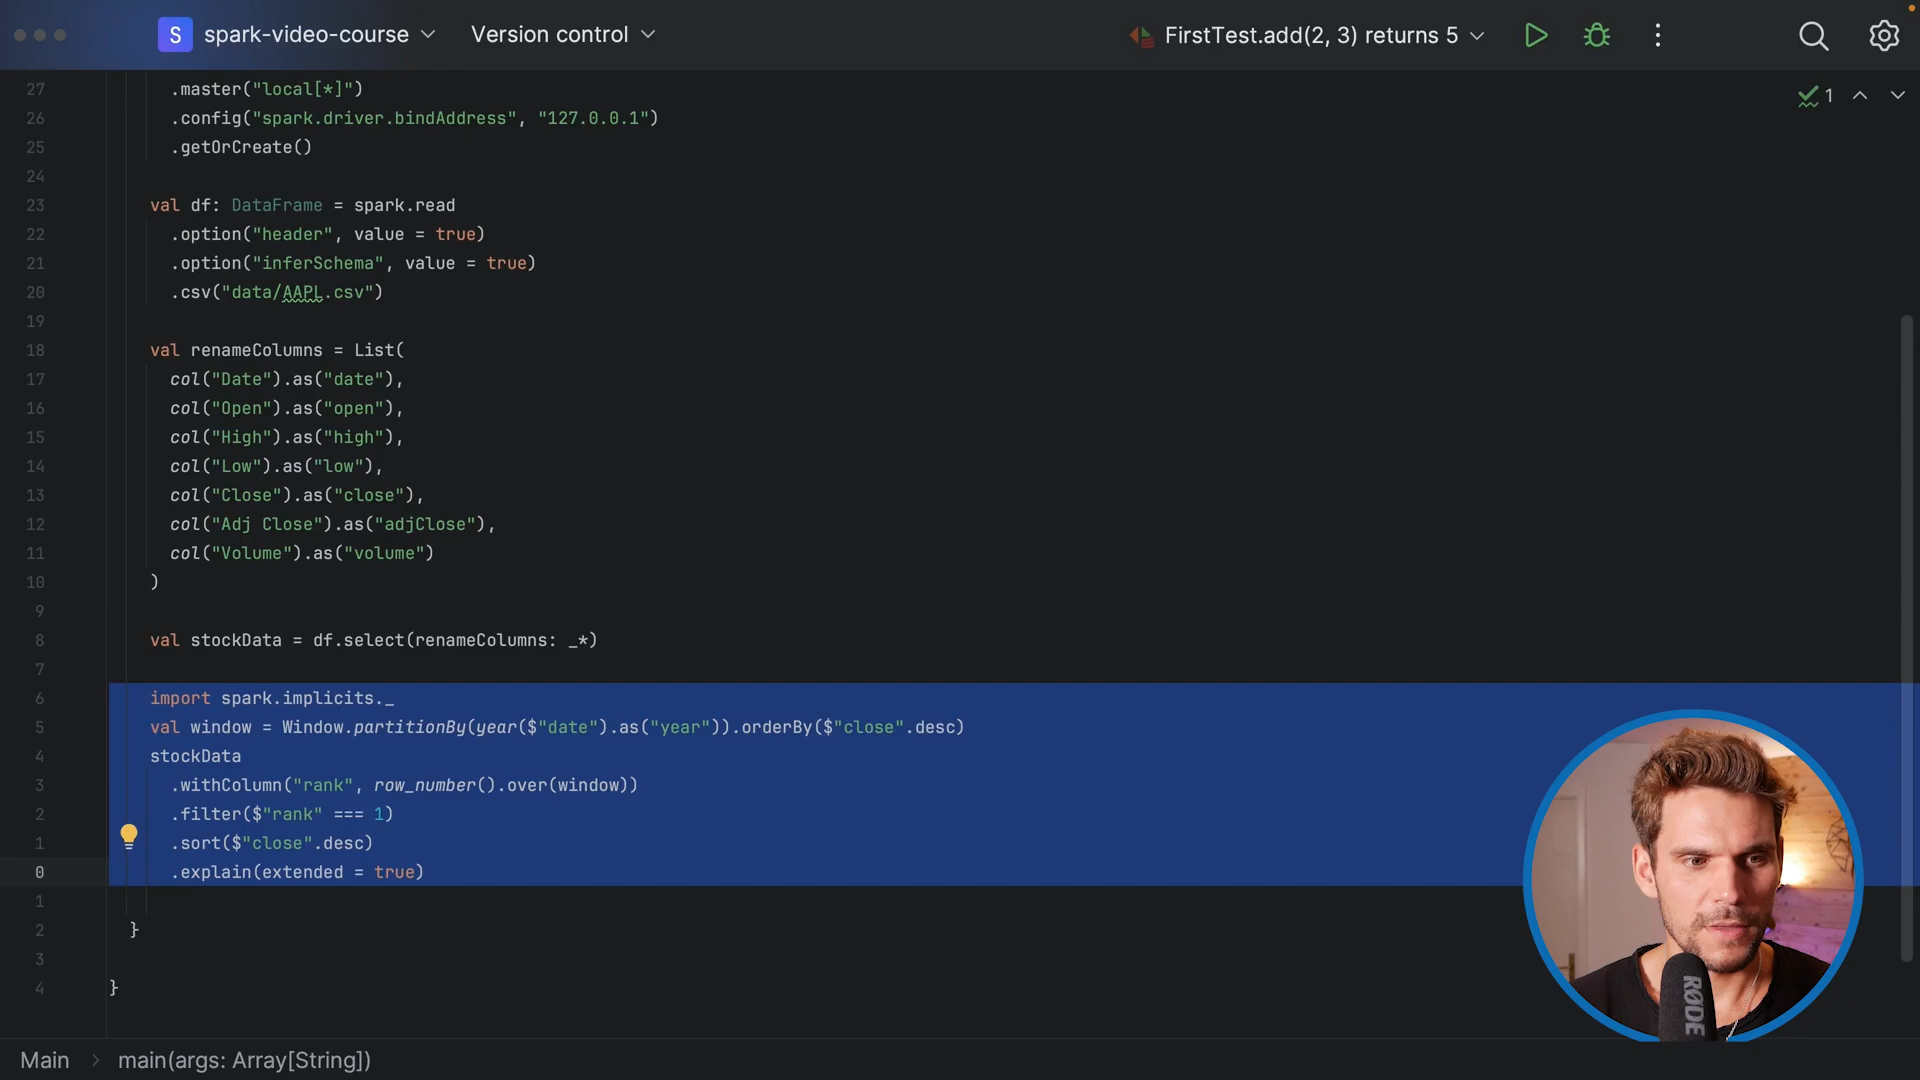 S spark-video-course Version control FirstTest.add(2, 3) returns 5
27 .master("local[*]")
26 .config("spark.driver.bindAddress", "127.0.0.1")
25 .getOrCreate()
24
23 val df: DataFrame = spark.read
22 .option("header", value = true)
21 .option("inferSchema", value = true)
20 .csv("data/AAPL.csv")
19
18 val renameColumns = List(
17 col("Date").as("date"),
16 col("Open").as("open"),
15 col("High").as("high"),
14 col("Low").as("low"),
13 col("Close").as("close"),
12 col("Adj Close").as("adjClose"),
11 col("Volume").as("volume")
10 )
9
8 val stockData = df.select(renameColumns: _*)
7
6 import spark.implicits._
5 val window = Window.partitionBy(year($"date").as("year")).orderBy($"close".desc)
4 stockData
3 .withColumn("rank", row_number().over(window))
2 .filter($"rank" === 1)
1 .sort($"close".desc)
0 .explain(extended = true)
1
2 }
3
4 }
1
RØDE
Main > main(args: Array[String])